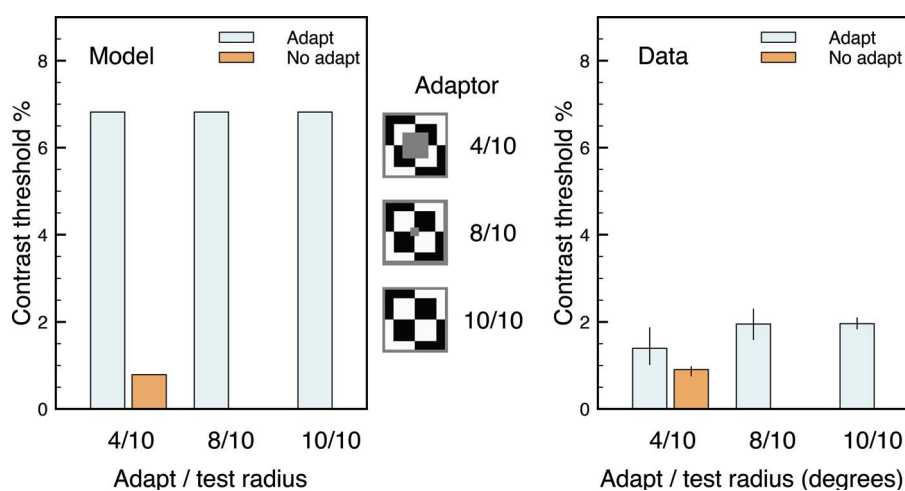 Model
Adapt
No adapt
Contrast threshold %
8
6
4
2
0
4/10 8/10 10/10
Adapt / test radius
Adaptor
4/10
8/10
10/10
Data
Adapt
No adapt
Contrast threshold %
8
6
4
2
0
4/10 8/10 10/10
Adapt / test radius (degrees)